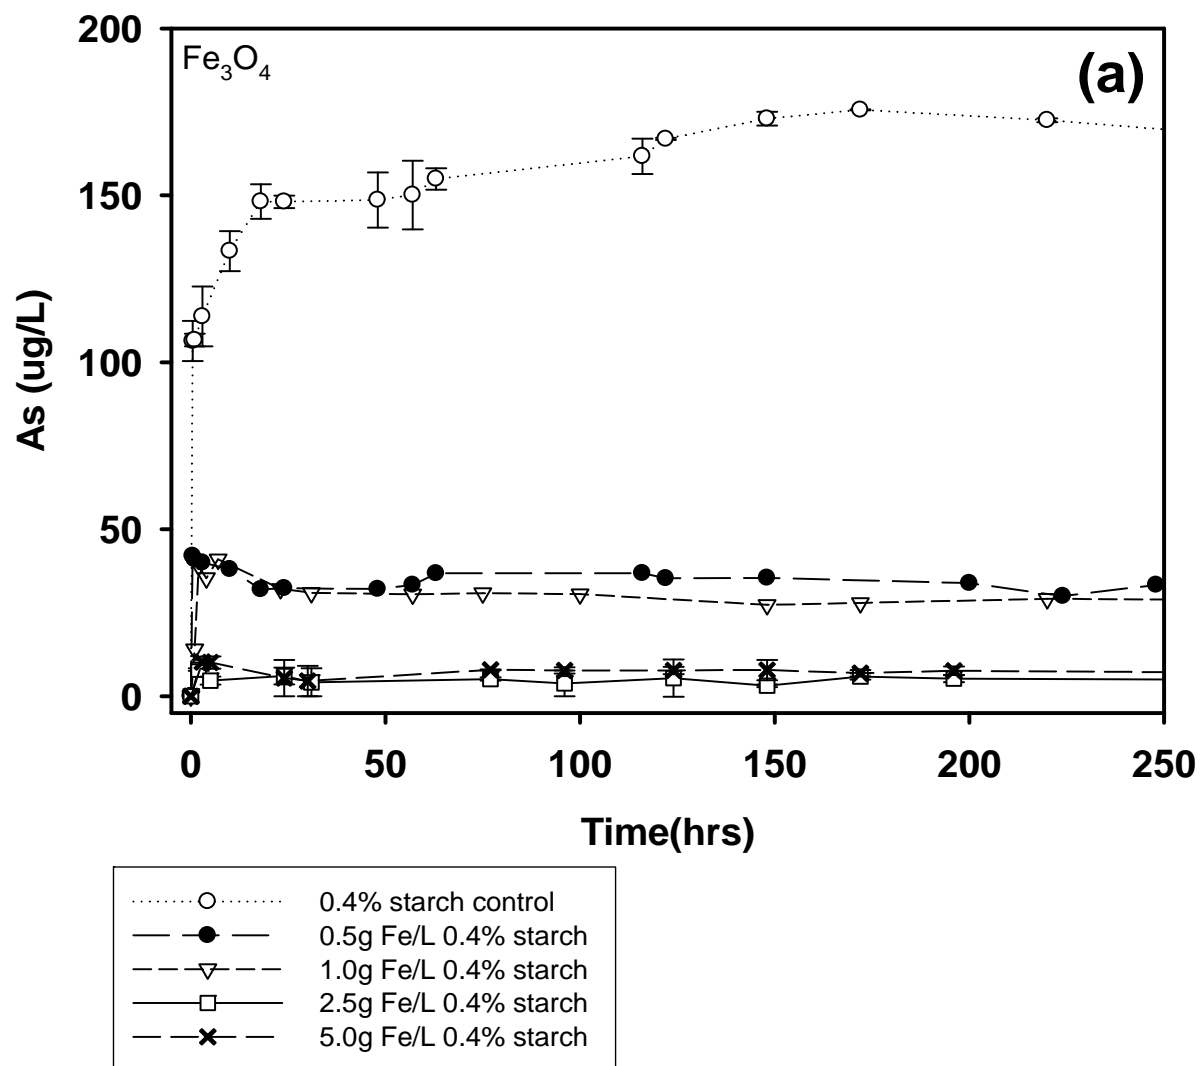 200
Fe₃O₄
(a)
150
100
50
0
As (ug/L)
0 50 100 150 200 250
Time(hrs)
0.4% starch control
0.5g Fe/L 0.4% starch
1.0g Fe/L 0.4% starch
2.5g Fe/L 0.4% starch
5.0g Fe/L 0.4% starch